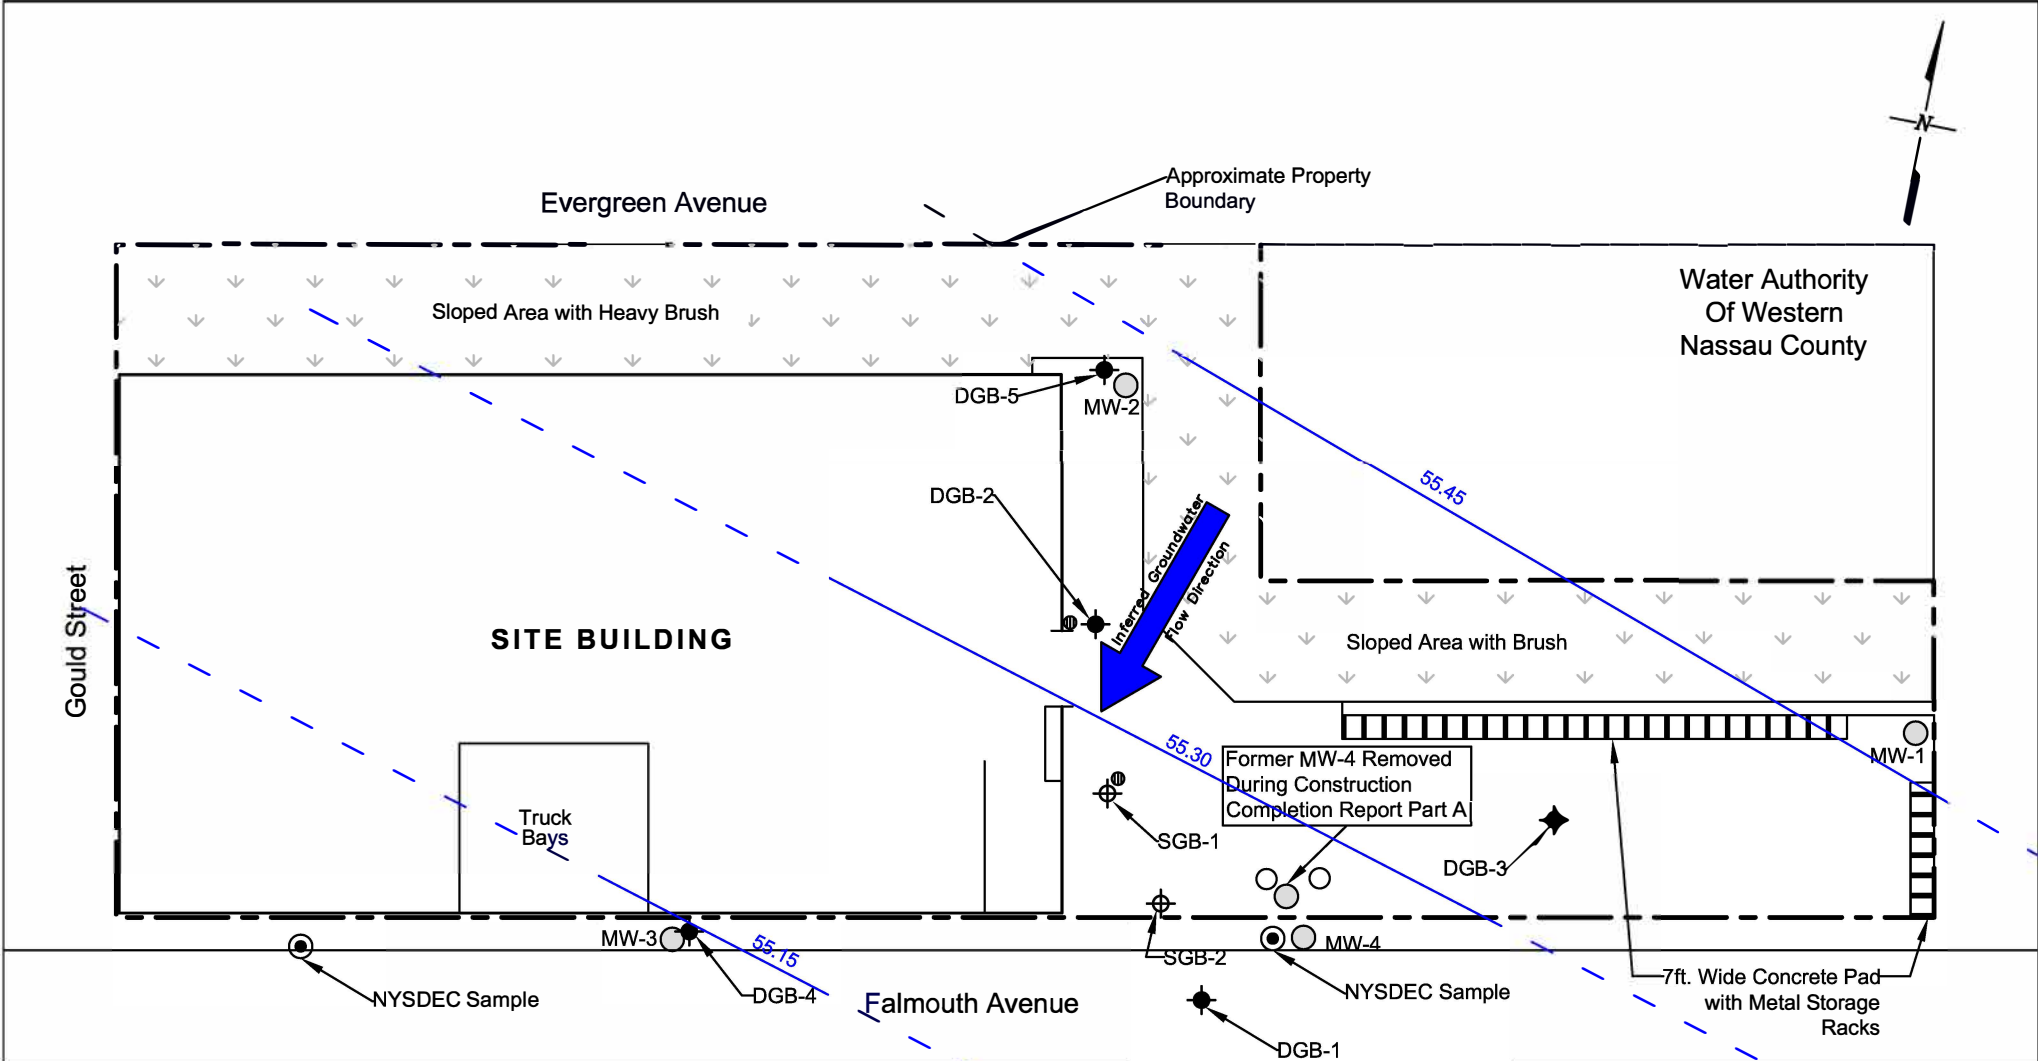 N
Approximate Property
Boundary
Evergreen Avenue
Water Authority
Of Western
Nassau County
Sloped Area with Heavy Brush
DGB-5
MW-2
55.45
DGB-2
Inferred Groundwater
Flow Direction
Gould Street
SITE BUILDING
Sloped Area with Brush
55.30
Former MW-4 Removed
During Construction
Completion Report Part A
MW-1
Truck
Bays
SGB-1
DGB-3
MW-3
55.15
SGB-2
MW-4
NYSDEC Sample
DGB-4
Falmouth Avenue
NYSDEC Sample
7ft. Wide Concrete Pad
with Metal Storage
Racks
DGB-1